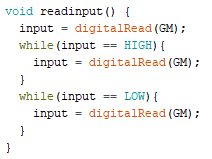 void readinput() {
  input = digitalRead(GM);
  while(input == HIGH){
    input = digitalRead(GM);
  }
  while(input == LOW){
    input = digitalRead(GM);
  }
}